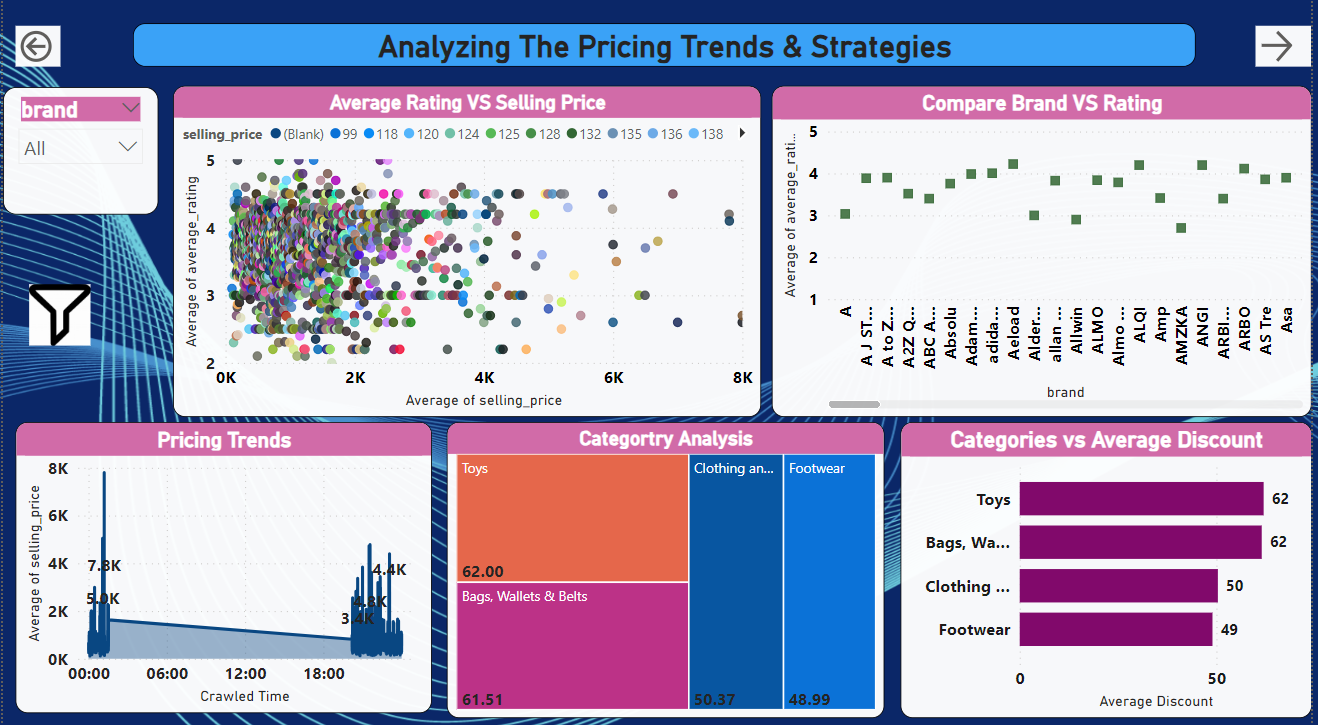 Analyzing The Pricing Trends & Strategies
brand
All
Average Rating VS Selling Price
selling_price (Blank) 99 118 120 124 125 128 132 135 136 138
Average of average_rating
5
4
3
2
0K 2K 4K 6K 8K
Average of selling_price
Compare Brand VS Rating
Average of average_rati...
5
4
3
2
1
A
A J ST...
A to Z...
A2Z Q...
ABC A...
Absolu
Adam...
adida...
Aeload
Alder...
allan ...
Allwin
ALMO
Almo ...
ALQI
Amp
AMZKA
ANGI
ARBI...
ARBO
AS Tre
Asa
brand
Pricing Trends
Average of selling_price
8K
6K
4K
2K
0K
7.8K
5.0K
4.4K
4.8K
3.4K
00:00 06:00 12:00 18:00
Crawled Time
Categortry Analysis
Toys
62.00
Bags, Wallets & Belts
61.51
Clothing an...
50.37
Footwear
48.99
Categories vs Average Discount
Toys 62
Bags, Wa... 62
Clothing ... 50
Footwear 49
0 50
Average Discount